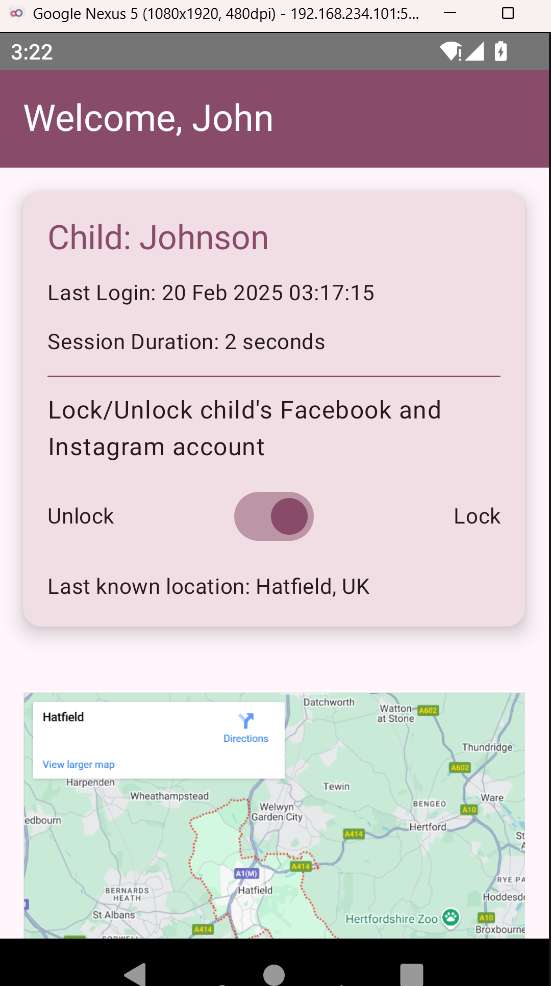 Google Nexus 5 (1080x1920, 480dpi) - 192.168.234.101:5...
3:22
Welcome, John
Child: Johnson
Last Login: 20 Feb 2025 03:17:15
Session Duration: 2 seconds
Lock/Unlock child's Facebook and
Instagram account
Unlock
Lock
Last known location: Hatfield, UK
Hatfield
Directions
View larger map
Datchworth
Watton
at Stone
A602
Thundridge
A602
Harpenden
Wheathampstead
Tewin
Ware
edbourn
Welwyn
Garden City
BENGEO
A10
A414
Hertford
St
A414
A1(M)
Hatfield
RYE PA
BERNARDS
HEATH
Hoddesd
St Albans
Hertfordshire Zoo
A10
A414
Broxbourne